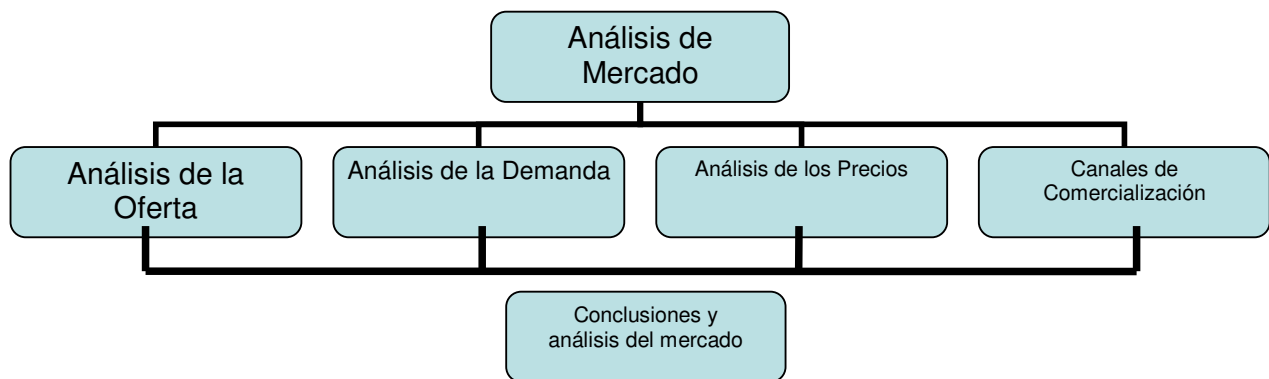 Análisis de
Mercado
Análisis de la
Oferta
Análisis de la Demanda
Análisis de los Precios
Canales de
Comercialización
Conclusiones y
análisis del mercado